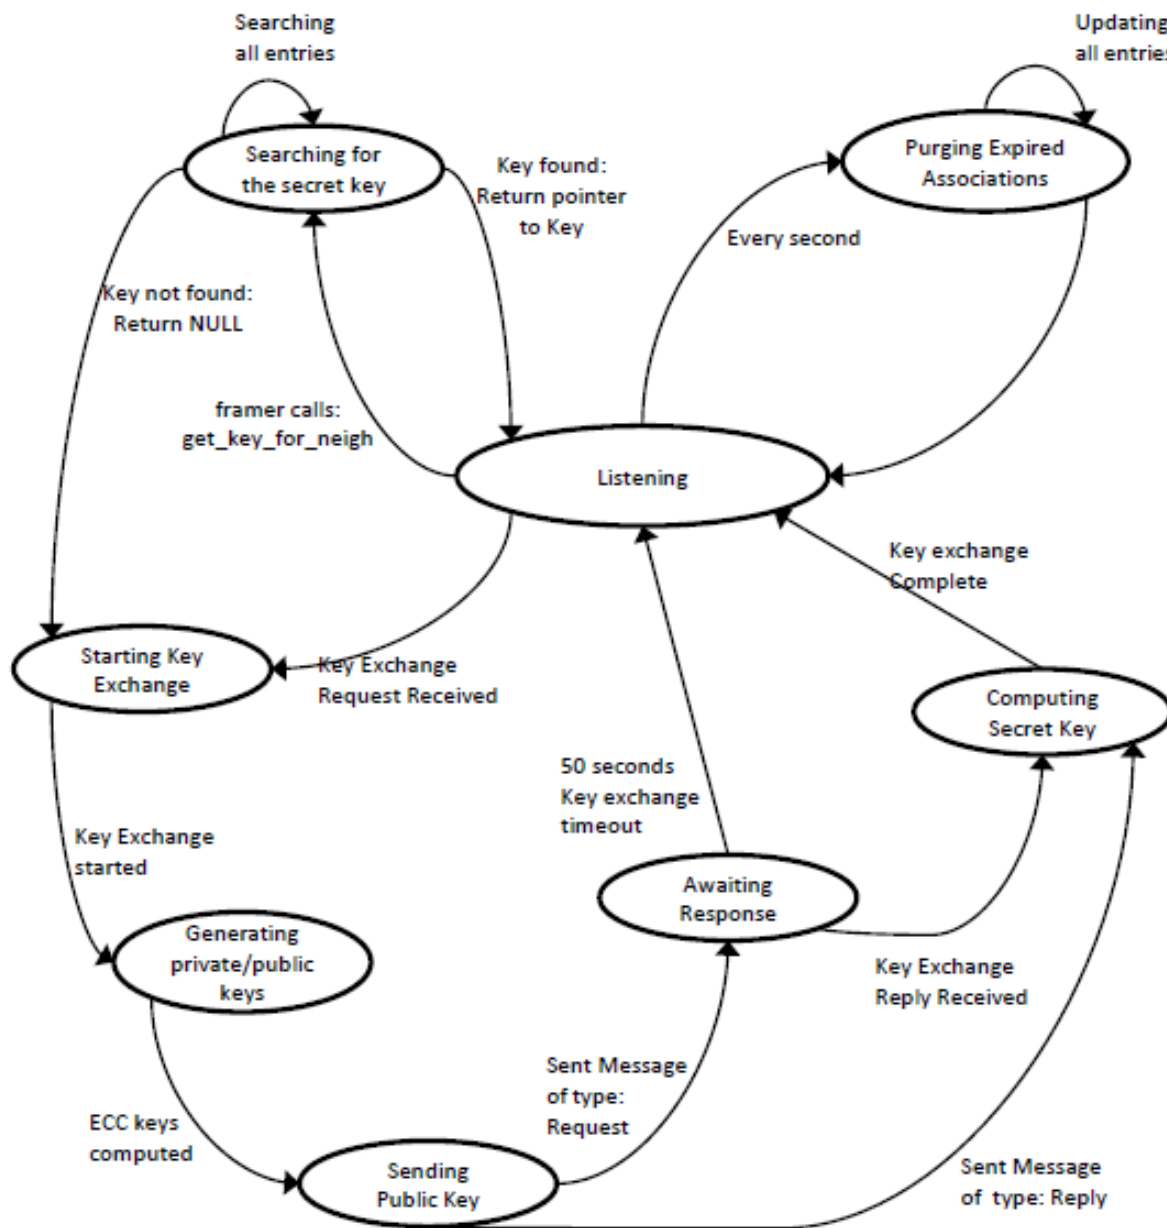 Searching
all entries
Updating
all entries
Searching for
the secret key
Purging Expired
Associations
Key found:
Return pointer
to Key
Every second
Key not found:
Return NULL
framer calls:
get_key_for_neigh
Listening
Key exchange
Complete
Starting Key
Exchange
Key Exchange
Request Received
Computing
Secret Key
50 seconds
Key exchange
timeout
Key Exchange
started
Awaiting
Response
Generating
private/public
keys
Key Exchange
Reply Received
Sent Message
of type:
Request
ECC keys
computed
Sending
Public Key
Sent Message
of type: Reply